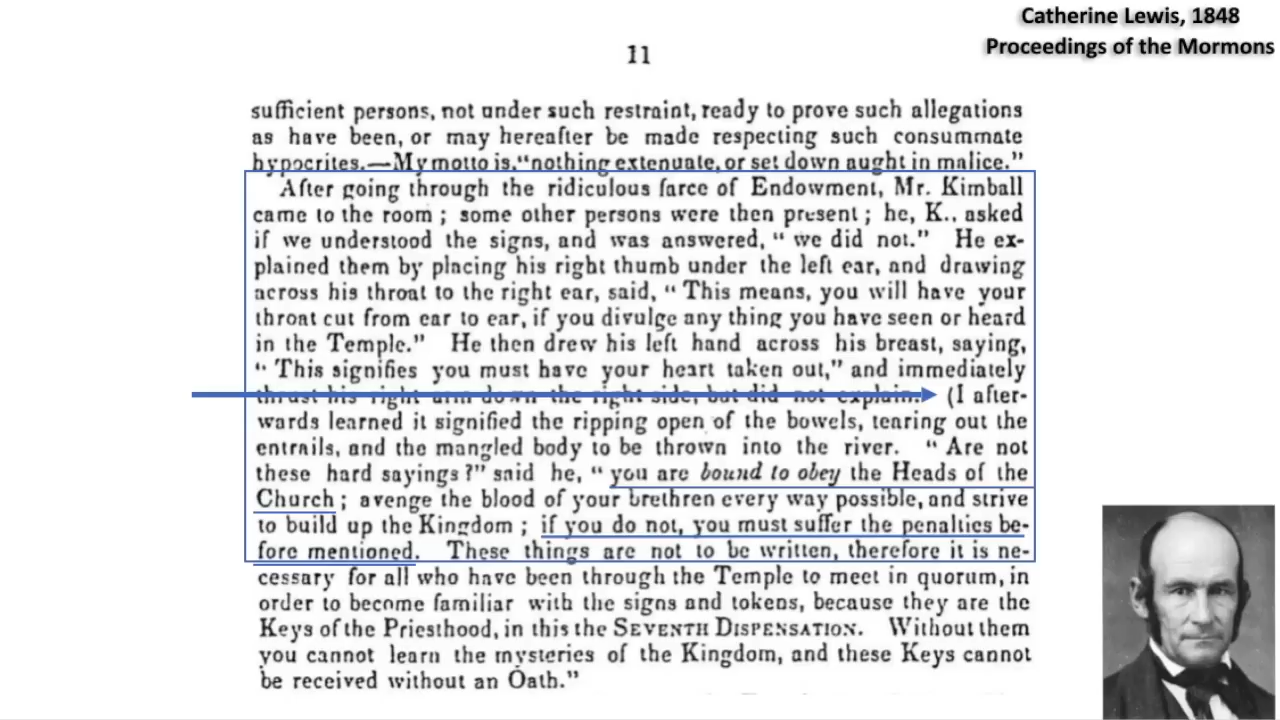 Catherine Lewis, 1848
Proceedings of the Mormons
11
sufficient persons, not under such restraint, ready to prove such allegations
as have been, or may hereafter be made respecting such consummate
hypocrites.—My motto is, "nothing extenuate, or set down aught in malice."
After going through the ridiculous farce of Endowment, Mr. Kimball
came to the room; some other persons were then present; he, K., asked
if we understood the signs, and was answered, "we did not." He ex-
plained them by placing his right thumb under the left ear, and drawing
across his throat to the right ear, said, "This means, you will have your
throat cut from ear to ear, if you divulge any thing you have seen or heard
in the Temple." He then drew his left hand across his breast, saying,
"This signifies you must have your heart taken out," and immediately
thrust his right arm down the right side, but did not explain. (I after-
wards learned it signified the ripping open of the bowels, tearing out the
entrails, and the mangled body to be thrown into the river. "Are not
these hard sayings?" said he, "you are bound to obey the Heads of the
Church; avenge the blood of your brethren every way possible, and strive
to build up the Kingdom; if you do not, you must suffer the penalties be-
fore mentioned. These things are not to be written, therefore it is ne-
cessary for all who have been through the Temple to meet in quorum, in
order to become familiar with the signs and tokens, because they are the
Keys of the Priesthood, in this the SEVENTH DISPENSATION. Without them
you cannot learn the mysteries of the Kingdom, and these Keys cannot
be received without an Oath."